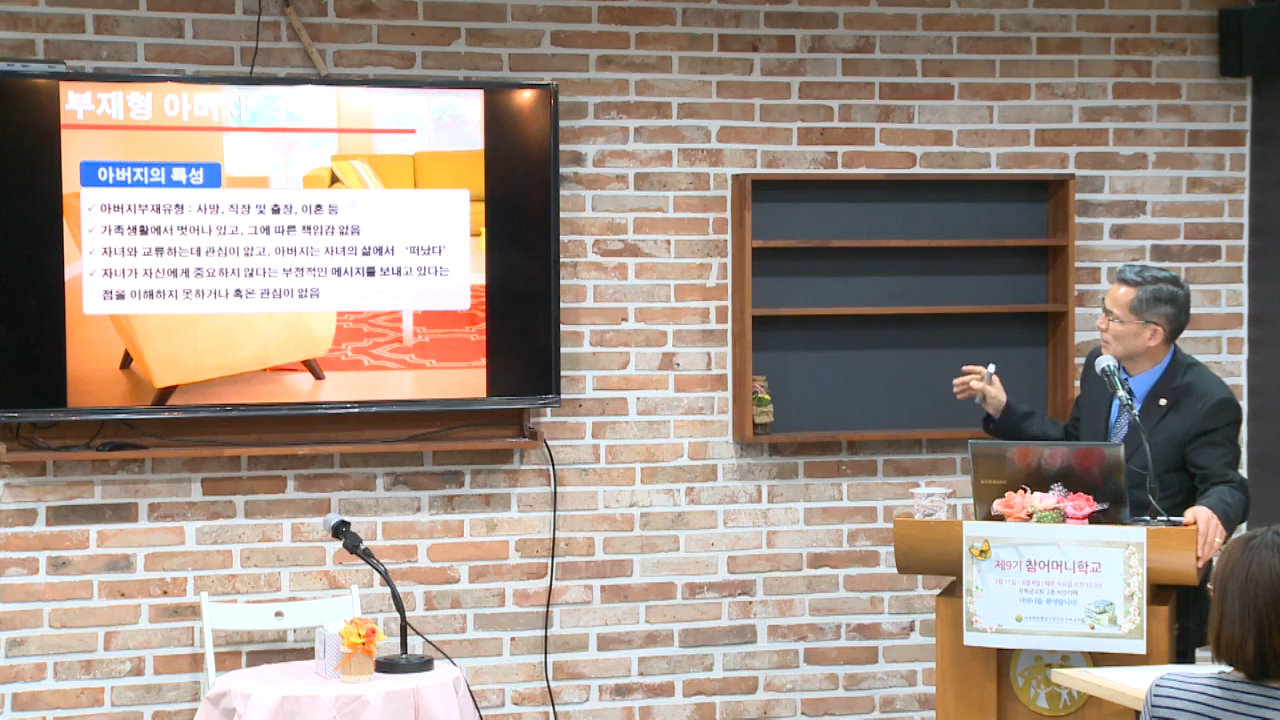 부재형 아버지
아버지의 특성
✓ 아버지부재유형 : 사망, 직장 및 출장, 이혼 등
✓ 가족생활에서 벗어나 있고, 그에 따른 책임감 없음
✓ 자녀와 교류하는데 관심이 없고, 아버지는 자녀의 삶에서 ‘떠났다’
✓ 자녀가 자신에게 중요하지 않다는 부정적인 메시지를 보내고 있다는
점을 이해하지 못하거나 혹은 관심이 없음
제9기 참어머니학교